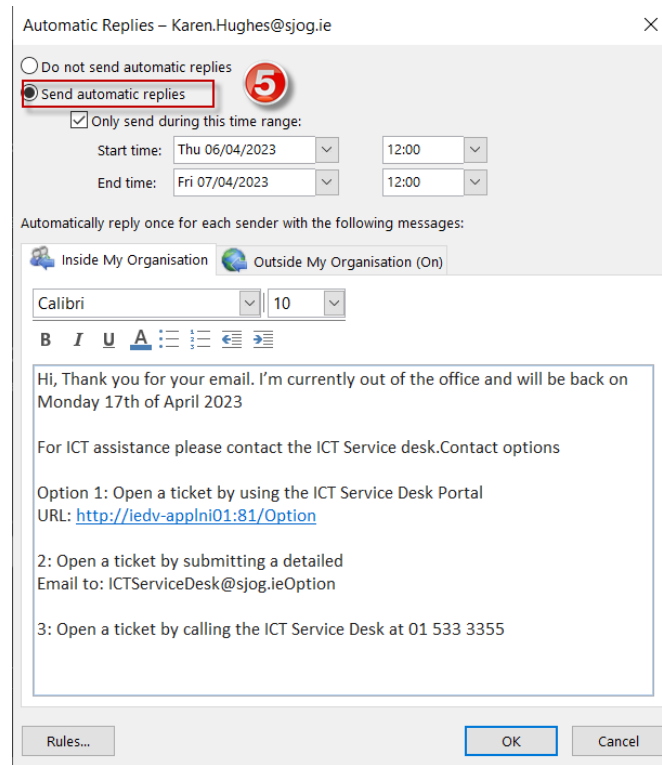 Automatic Replies – Karen.Hughes@sjog.ie
Do not send automatic replies
Send automatic replies
5
Only send during this time range:
Start time: Thu 06/04/2023 12:00
End time: Fri 07/04/2023 12:00
Automatically reply once for each sender with the following messages:
Inside My Organisation Outside My Organisation (On)
Calibri 10
B I U A
Hi, Thank you for your email. I'm currently out of the office and will be back on
Monday 17th of April 2023
For ICT assistance please contact the ICT Service desk.Contact options
Option 1: Open a ticket by using the ICT Service Desk Portal
URL: http://iedv-applni01:81/Option
2: Open a ticket by submitting a detailed
Email to: ICTServiceDesk@sjog.ieOption
3: Open a ticket by calling the ICT Service Desk at 01 533 3355
Rules... OK Cancel